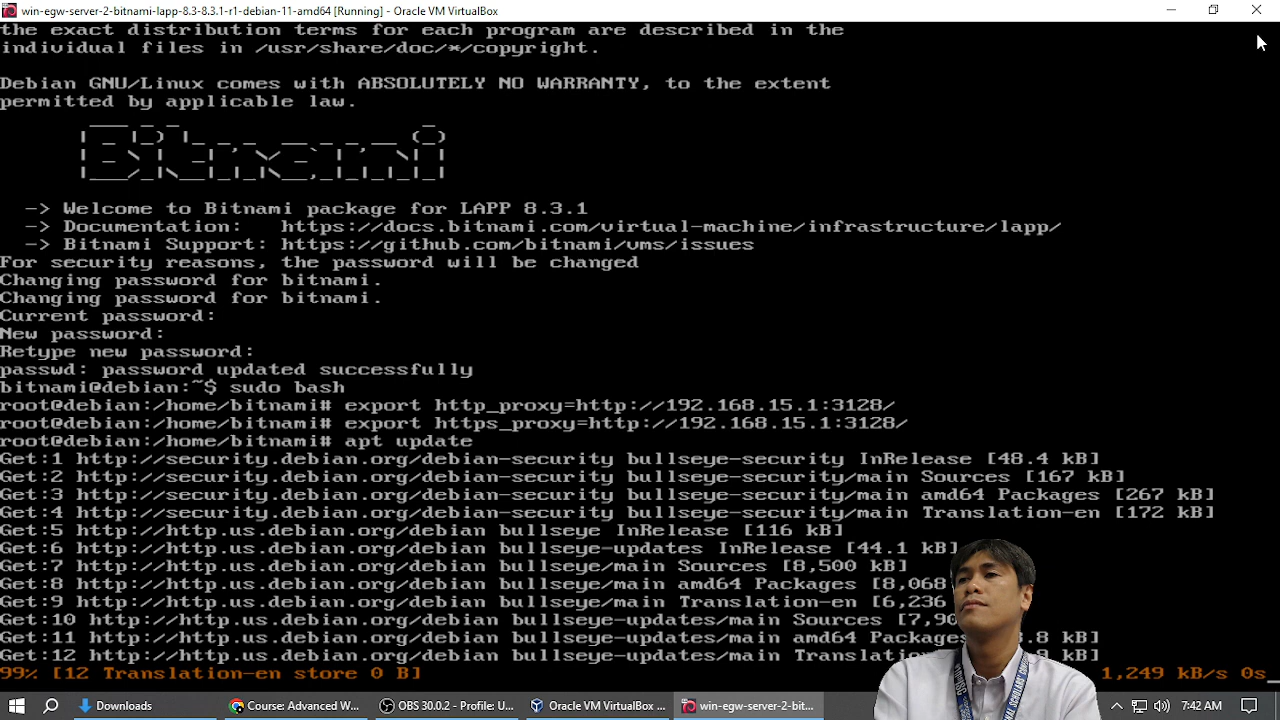 win-egw-server-2-bitnami-lapp-8.3-8.3.1-r1-debian-11-amd64 [Running] - Oracle VM VirtualBox
the exact distribution terms for each program are described in the
individual files in /usr/share/doc/*/copyright.
Debian GNU/Linux comes with ABSOLUTELY NO WARRANTY, to the extent
permitted by applicable law.
Bitnami
-> Welcome to Bitnami package for LAPP 8.3.1
-> Documentation:   https://docs.bitnami.com/virtual-machine/infrastructure/lapp/
-> Bitnami Support: https://github.com/bitnami/vms/issues
For security reasons, the password will be changed
Changing password for bitnami.
Changing password for bitnami.
Current password:
New password:
Retype new password:
passwd: password updated successfully
bitnami@debian:~$ sudo bash
root@debian:/home/bitnami# export http_proxy=http://192.168.15.1:3128/
root@debian:/home/bitnami# export https_proxy=http://192.168.15.1:3128/
root@debian:/home/bitnami# apt update
Get:1 http://security.debian.org/debian-security bullseye-security InRelease [48.4 kB]
Get:2 http://security.debian.org/debian-security bullseye-security/main Sources [167 kB]
Get:3 http://security.debian.org/debian-security bullseye-security/main amd64 Packages [267 kB]
Get:4 http://security.debian.org/debian-security bullseye-security/main Translation-en [172 kB]
Get:5 http://http.us.debian.org/debian bullseye InRelease [116 kB]
Get:6 http://http.us.debian.org/debian bullseye-updates InRelease [44.1 kB]
Get:7 http://http.us.debian.org/debian bullseye/main Sources [8,500 kB]
Get:8 http://http.us.debian.org/debian bullseye/main amd64 Packages [8,068
Get:9 http://http.us.debian.org/debian bullseye/main Translation-en [6,236
Get:10 http://http.us.debian.org/debian bullseye-updates/main Sources [7,90
Get:11 http://http.us.debian.org/debian bullseye-updates/main amd64 Packages 8.8 kB]
Get:12 http://http.us.debian.org/debian bullseye-updates/main kB]
99% [12 Translation-en store 0 B] 1,249 kB/s 0s
Downloads
Course: Advanced W...
OBS 30.0.2 - Profile: U...
Oracle VM VirtualBox ...
win-egw-server-2-bit...
7:42 AM